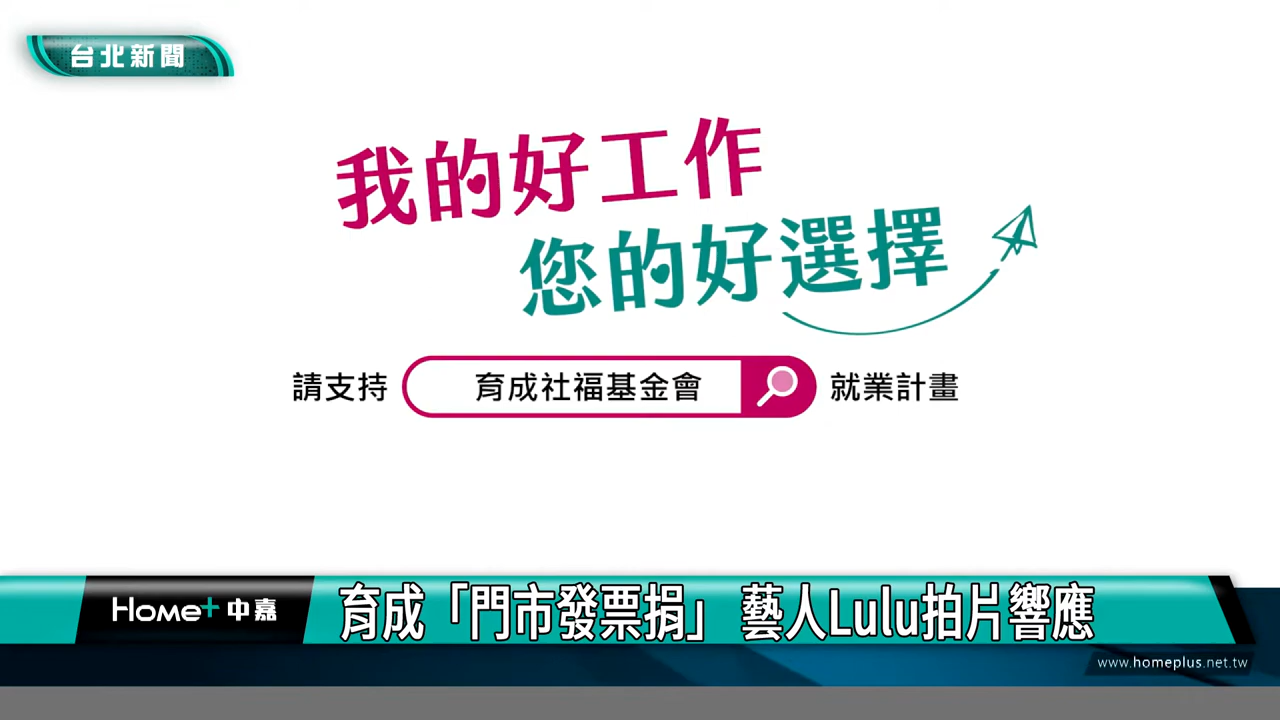 台北新聞
我的好工作
您的好選擇
請支持 育成社福基金會 就業計畫
Home+中嘉 育成「門市發票捐」 藝人Lulu拍片響應
www.homeplus.net.tw